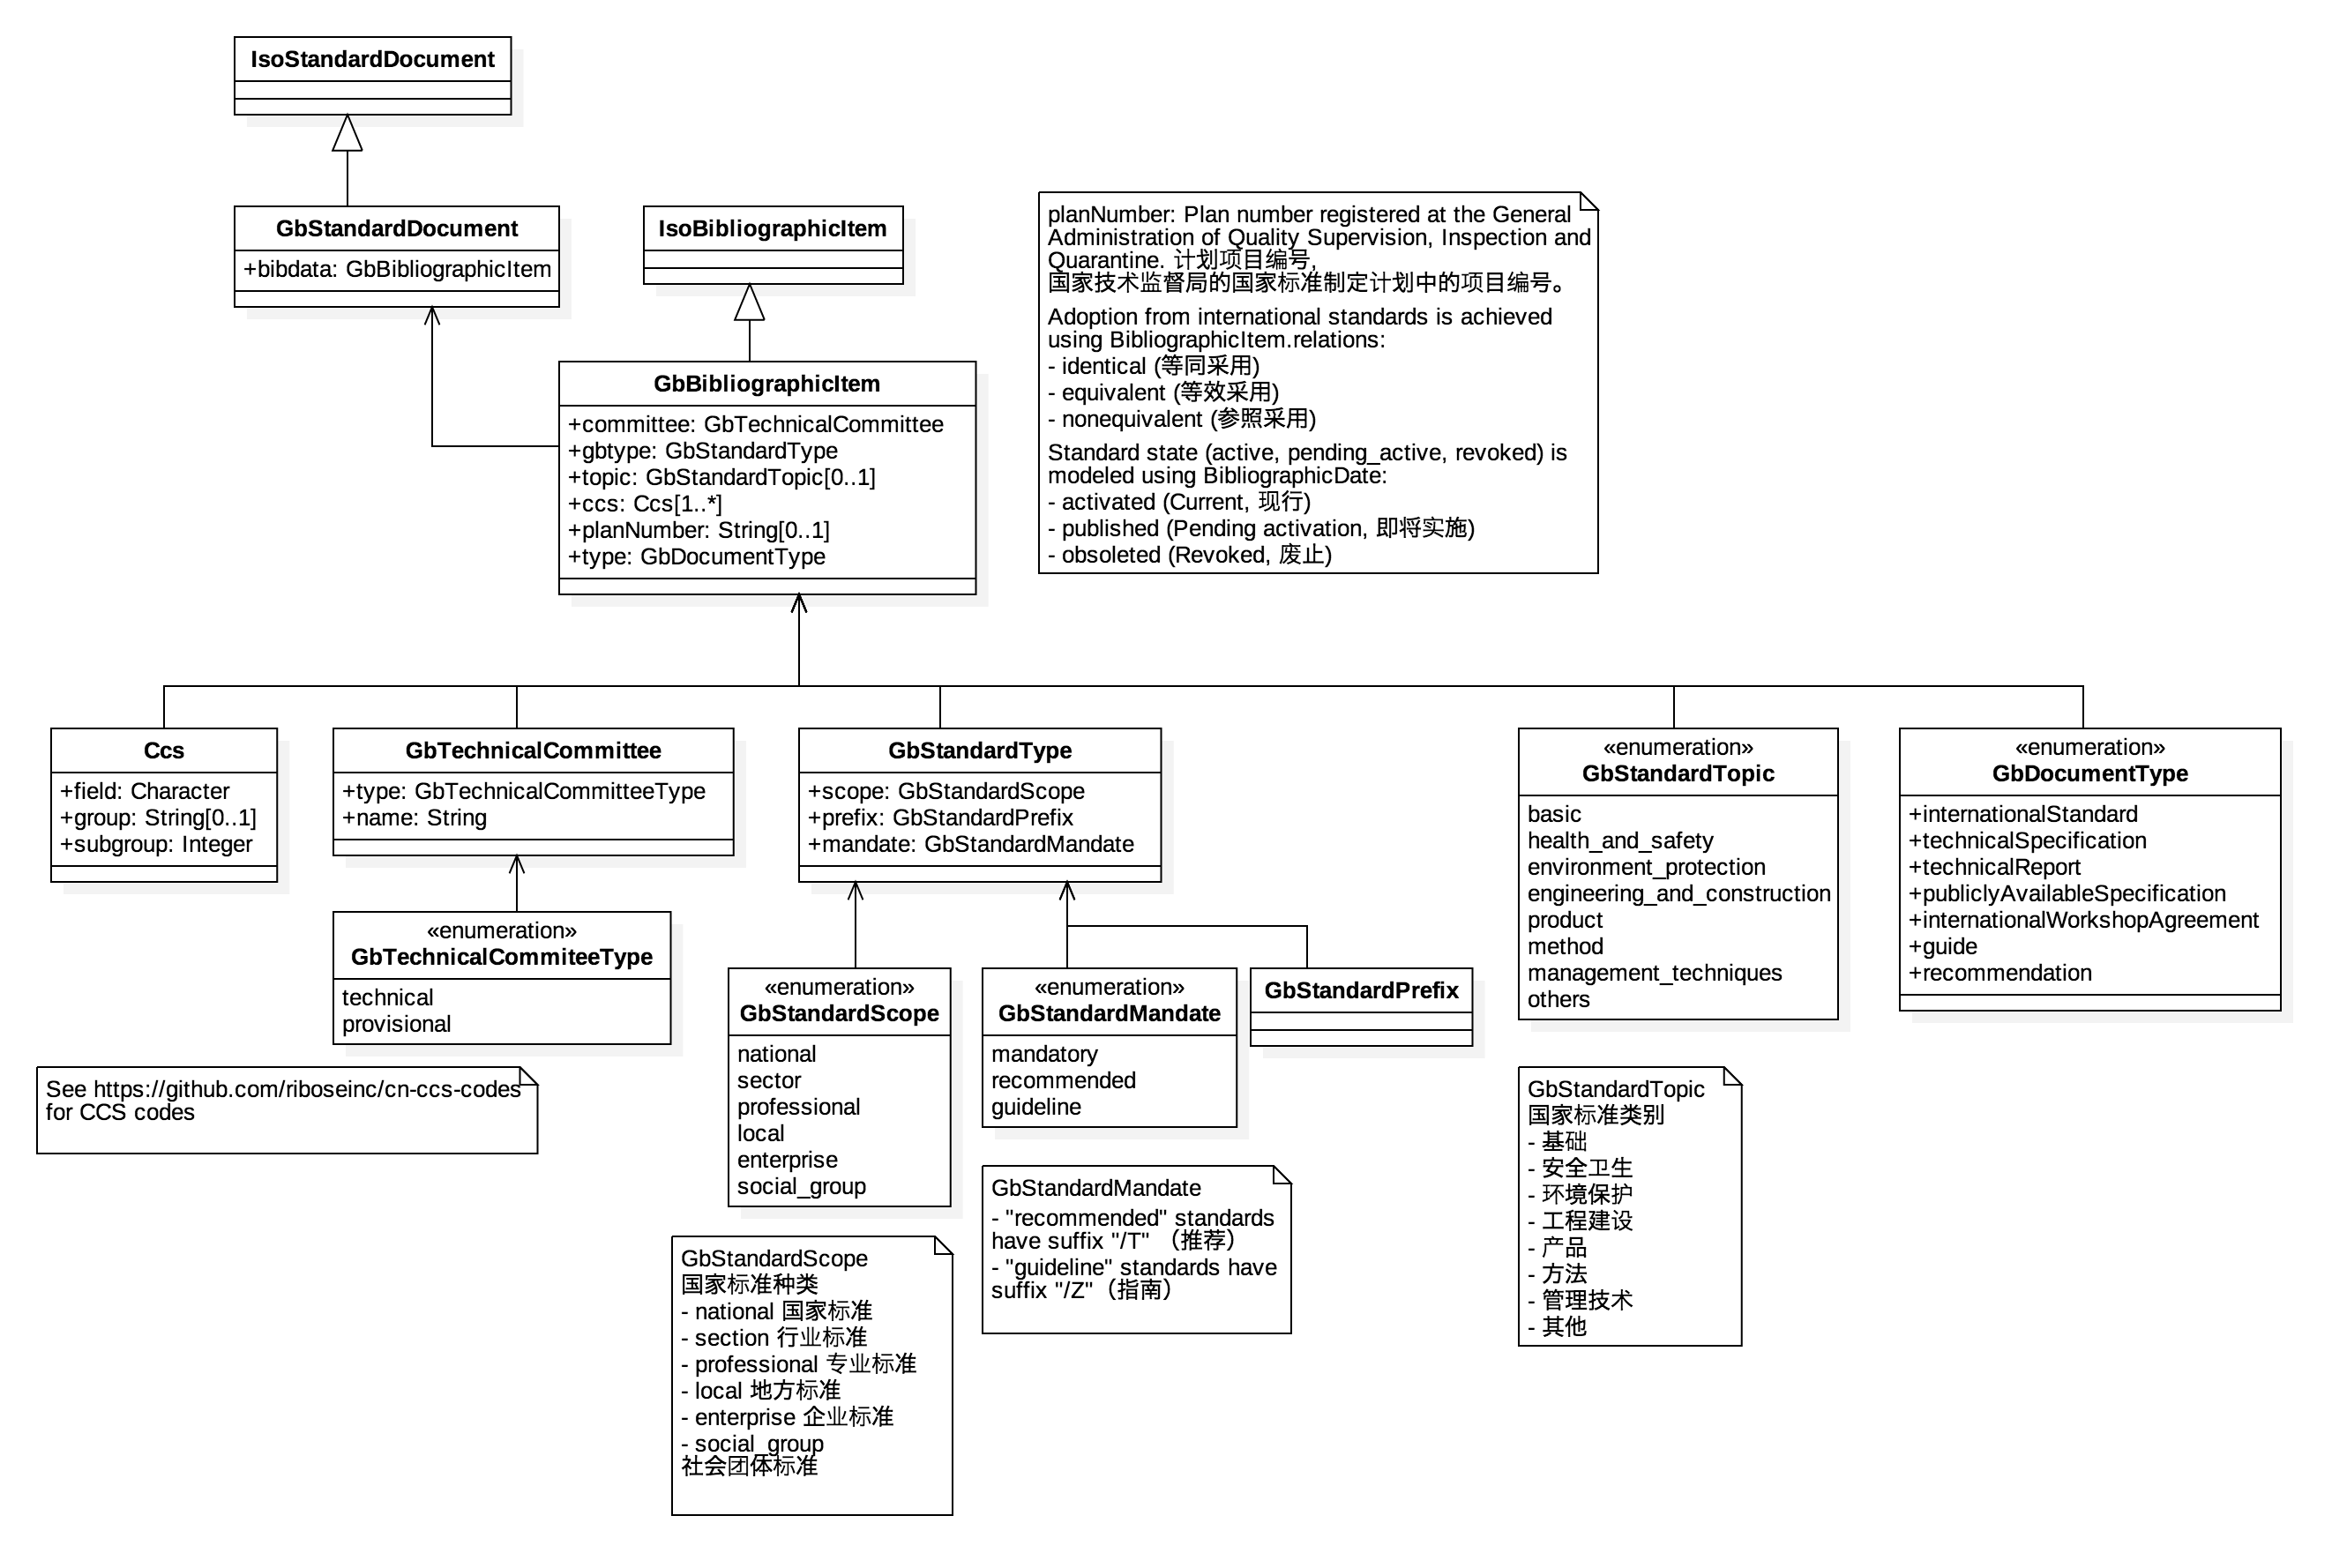 IsoStandardDocument
GbStandardDocument
+bibdata: GbBibliographicItem
IsoBibliographicItem
planNumber: Plan number registered at the General
Administration of Quality Supervision, Inspection and
Quarantine. 计划项目编号,
国家技术监督局的国家标准制定计划中的项目编号。
Adoption from international standards is achieved
using BibliographicItem.relations:
- identical (等同采用)
- equivalent (等效采用)
- nonequivalent (参照采用)
Standard state (active, pending_active, revoked) is
modeled using BibliographicDate:
- activated (Current, 现行)
- published (Pending activation, 即将实施)
- obsoleted (Revoked, 废止)
GbBibliographicItem
+committee: GbTechnicalCommittee
+gbtype: GbStandardType
+topic: GbStandardTopic[0..1]
+ccs: Ccs[1..*]
+planNumber: String[0..1]
+type: GbDocumentType
Ccs
+field: Character
+group: String[0..1]
+subgroup: Integer
GbTechnicalCommittee
+type: GbTechnicalCommitteeType
+name: String
GbStandardType
+scope: GbStandardScope
+prefix: GbStandardPrefix
+mandate: GbStandardMandate
«enumeration»
GbStandardTopic
basic
health_and_safety
environment_protection
engineering_and_construction
product
method
management_techniques
others
«enumeration»
GbDocumentType
+internationalStandard
+technicalSpecification
+technicalReport
+publiclyAvailableSpecification
+internationalWorkshopAgreement
+guide
+recommendation
«enumeration»
GbTechnicalCommiteeType
technical
provisional
«enumeration»
GbStandardScope
national
sector
professional
local
enterprise
social_group
«enumeration»
GbStandardMandate
mandatory
recommended
guideline
GbStandardPrefix
See https://github.com/riboseinc/cn-ccs-codes
for CCS codes
GbStandardScope
国家标准种类
- national 国家标准
- section 行业标准
- professional 专业标准
- local 地方标准
- enterprise 企业标准
- social_group
社会团体标准
GbStandardMandate
- "recommended" standards
have suffix "/T" （推荐）
- "guideline" standards have
suffix "/Z"（指南）
GbStandardTopic
国家标准类别
- 基础
- 安全卫生
- 环境保护
- 工程建设
- 产品
- 方法
- 管理技术
- 其他